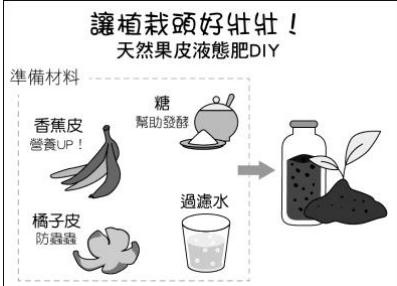 讓植栽頭好壯壯！
天然果皮液態肥DIY
準備材料
香蕉皮
營養UP！
糖
幫助發酵
橘子皮
防蟲蟲
過濾水